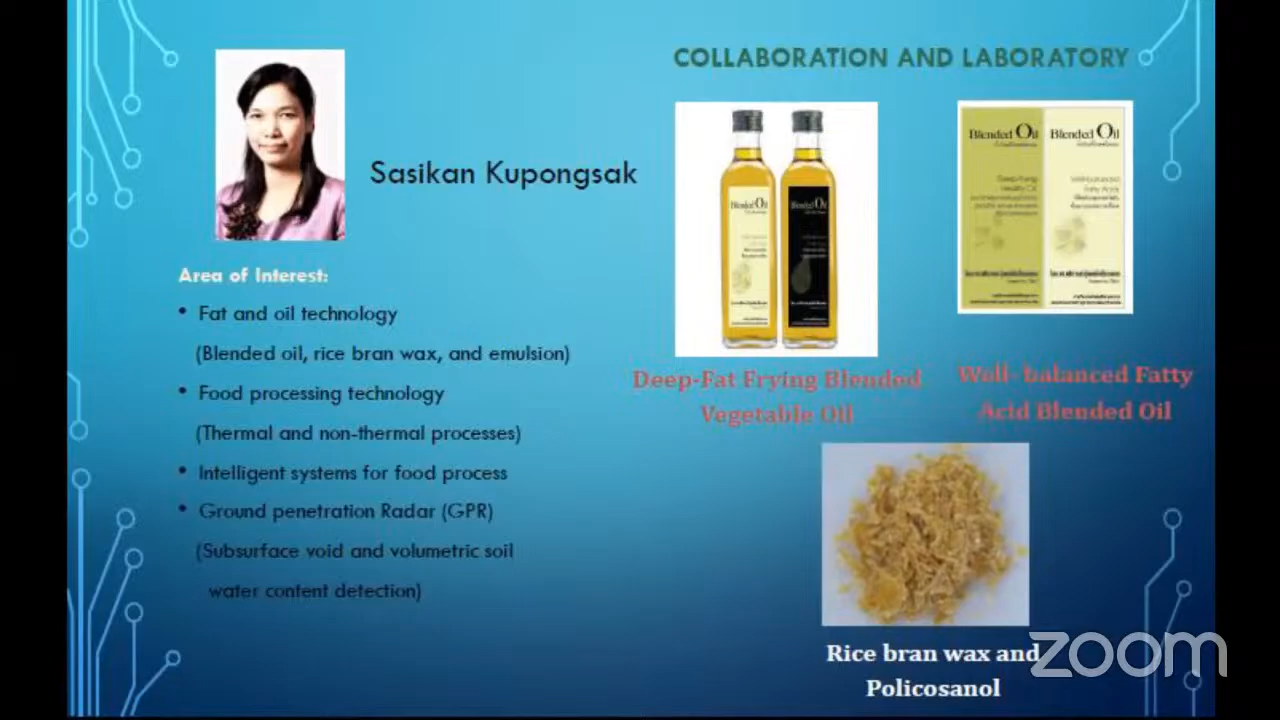 COLLABORATION AND LABORATORY
Sasikan Kupongsak
Area of Interest:
• Fat and oil technology
(Blended oil, rice bran wax, and emulsion)
• Food processing technology
(Thermal and non-thermal processes)
• Intelligent systems for food process
• Ground penetration Radar (GPR)
(Subsurface void and volumetric soil
water content detection)
Blended Oil
Blended Oil
Blended Oil
Blended Oil
Deep-Fat Frying Blended
Vegetable Oil
Well- balanced Fatty
Acid Blended Oil
Rice bran wax and
Policosanol
zoom